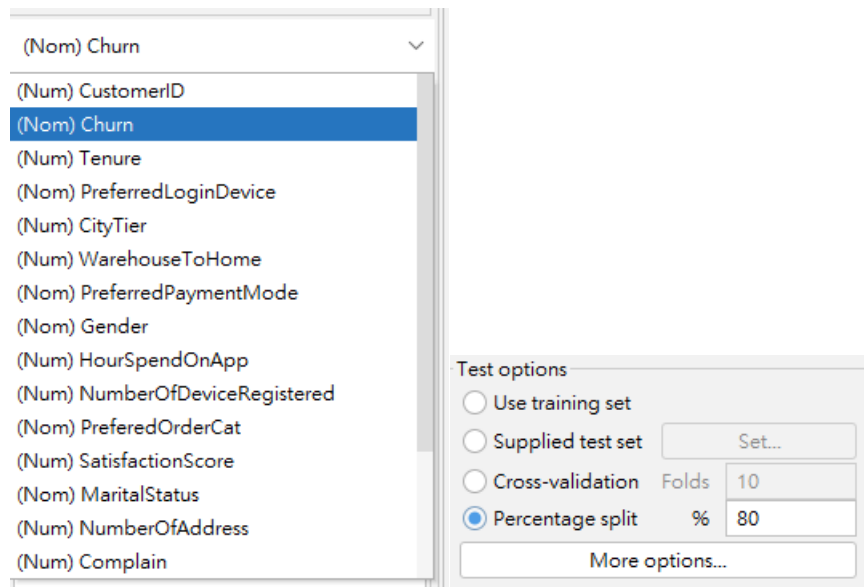 (Nom) Churn
(Num) CustomerID
(Nom) Churn
(Num) Tenure
(Nom) PreferredLoginDevice
(Num) CityTier
(Num) WarehouseToHome
(Nom) PreferredPaymentMode
(Nom) Gender
(Num) HourSpendOnApp
(Num) NumberOfDeviceRegistered
(Nom) PreferedOrderCat
(Num) SatisfactionScore
(Nom) MaritalStatus
(Num) NumberOfAddress
(Num) Complain
Test options
Use training set
Supplied test set Set...
Cross-validation Folds 10
Percentage split % 80
More options...